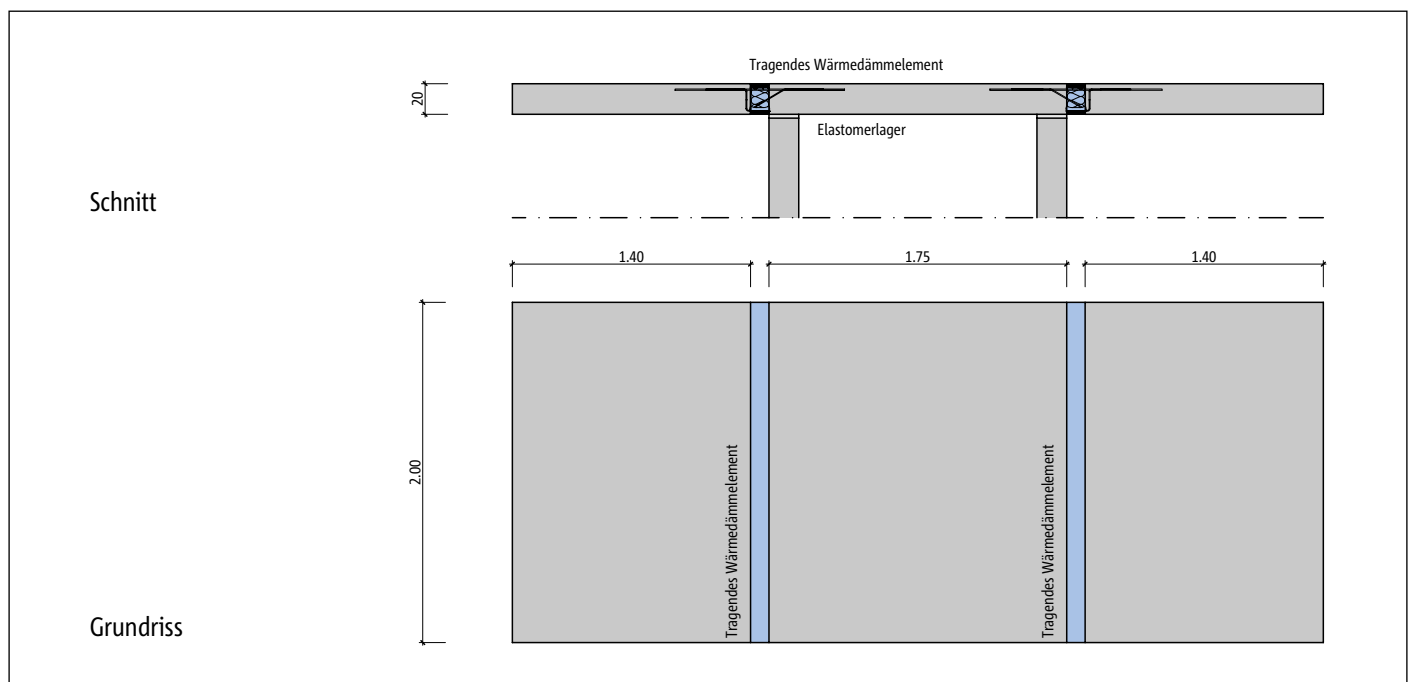 Tragendes Wärmedämmelement
20
Elastomerlager
Schnitt
1.40
1.75
1.40
2.00
Tragendes Wärmedämmelement
Tragendes Wärmedämmelement
Grundriss